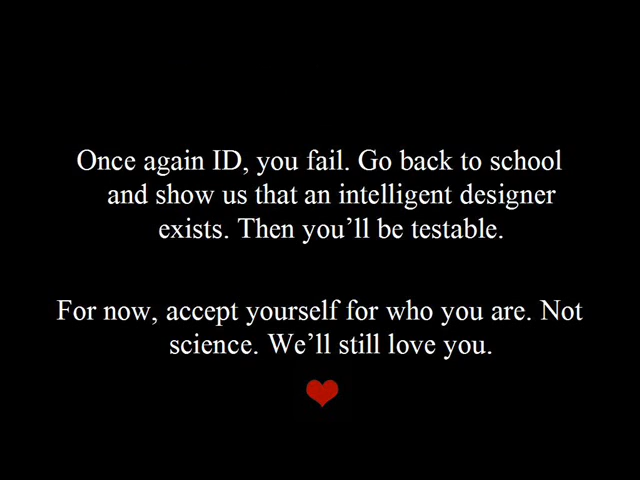 Once again ID, you fail. Go back to school
and show us that an intelligent designer
exists. Then you’ll be testable.
For now, accept yourself for who you are. Not
science. We’ll still love you.